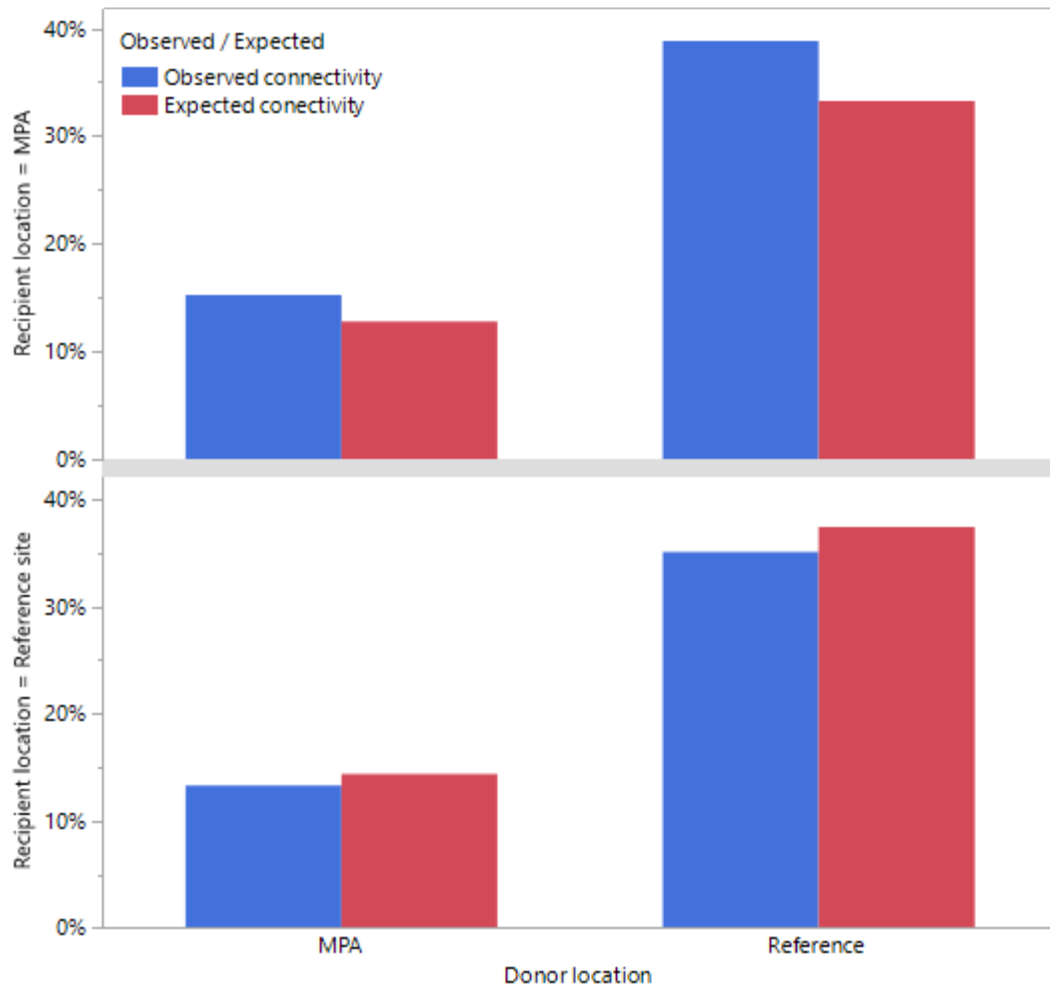 Observed / Expected
Observed connectivity
Expected conectivity
Recipient location = MPA
40%
30%
20%
10%
0%
Recipient location = Reference site
40%
30%
20%
10%
0%
MPA
Reference
Donor location